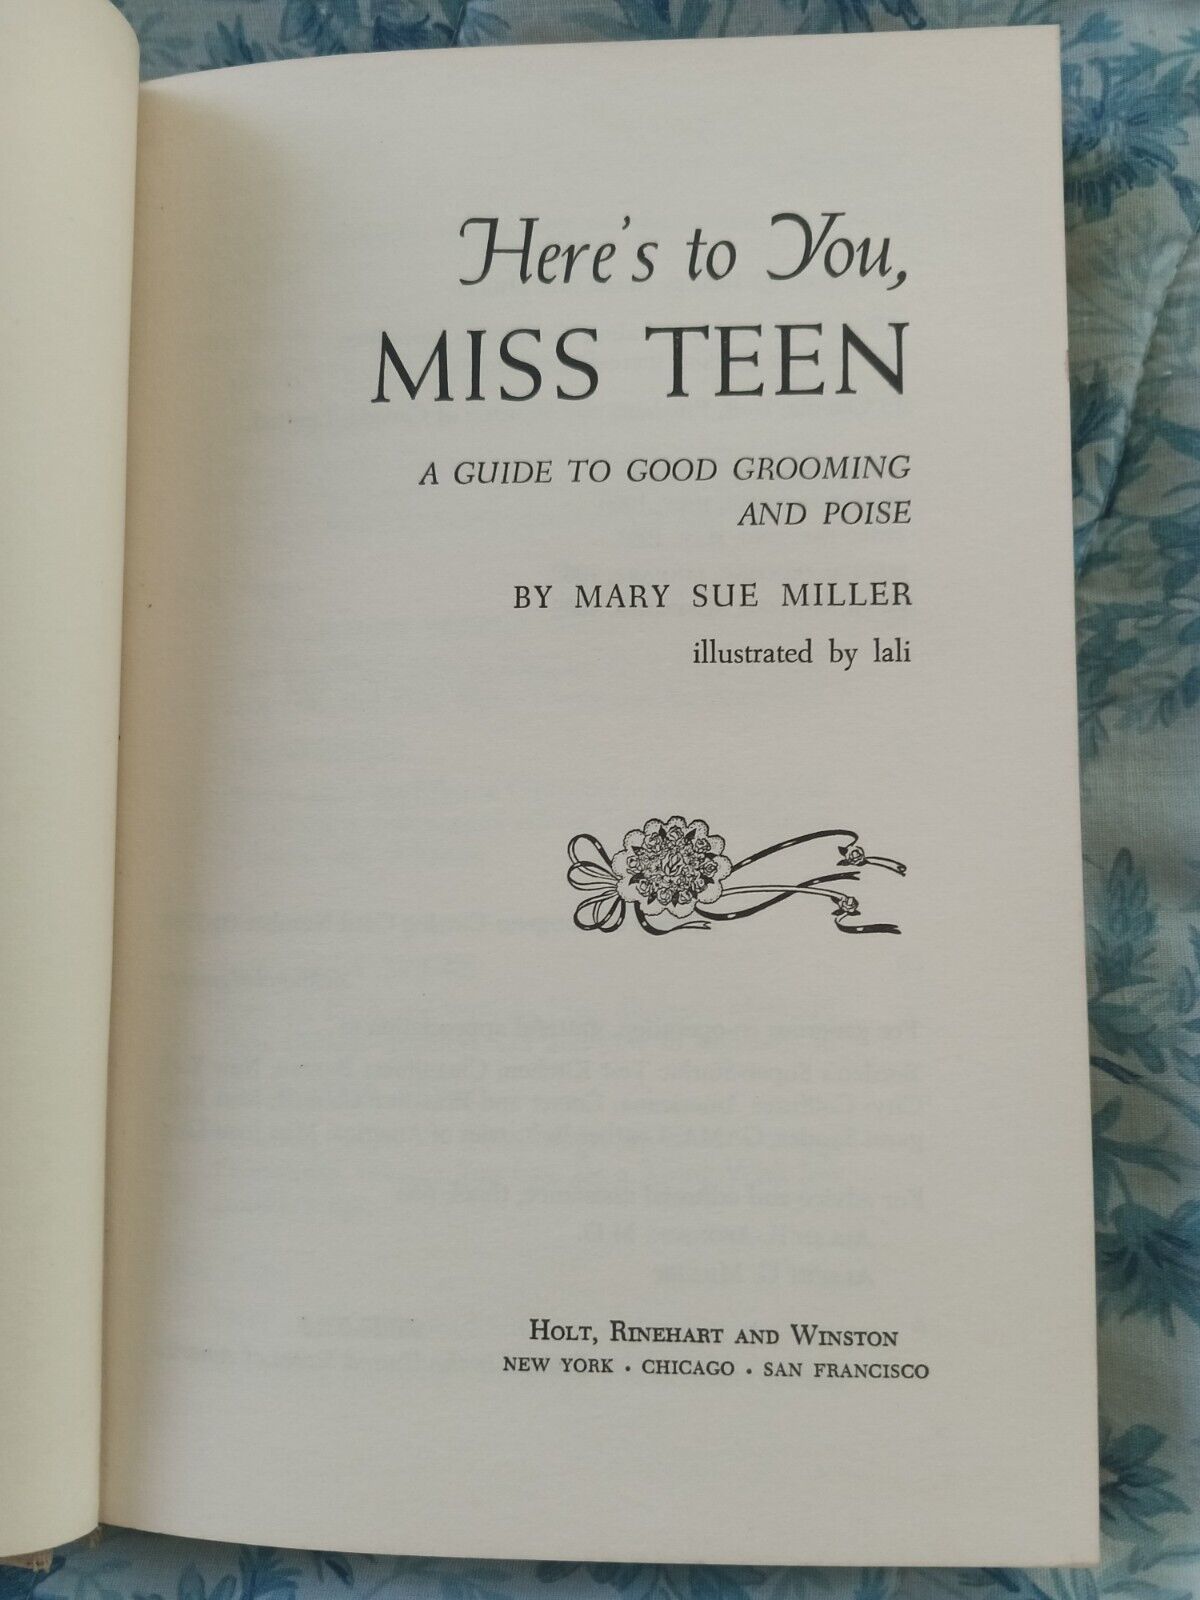 Here's to You,
MISS TEEN
A GUIDE TO GOOD GROOMING
AND POISE
BY MARY SUE MILLER
illustrated by lali
HOLT, RINEHART AND WINSTON
NEW YORK • CHICAGO • SAN FRANCISCO